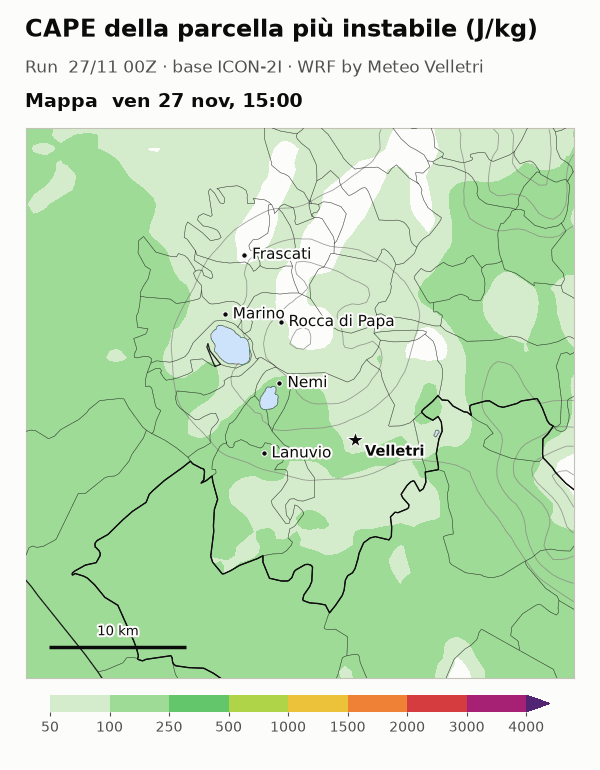 CAPE della parcella più instabile (J/kg)
Run  27/11 00Z · base ICON-2I · WRF by Meteo Velletri
Mappa  ven 27 nov, 15:00
Frascati
Marino
Rocca di Papa
Nemi
Velletri
Lanuvio
10 km
50 100 250 500 1000 1500 2000 3000 4000